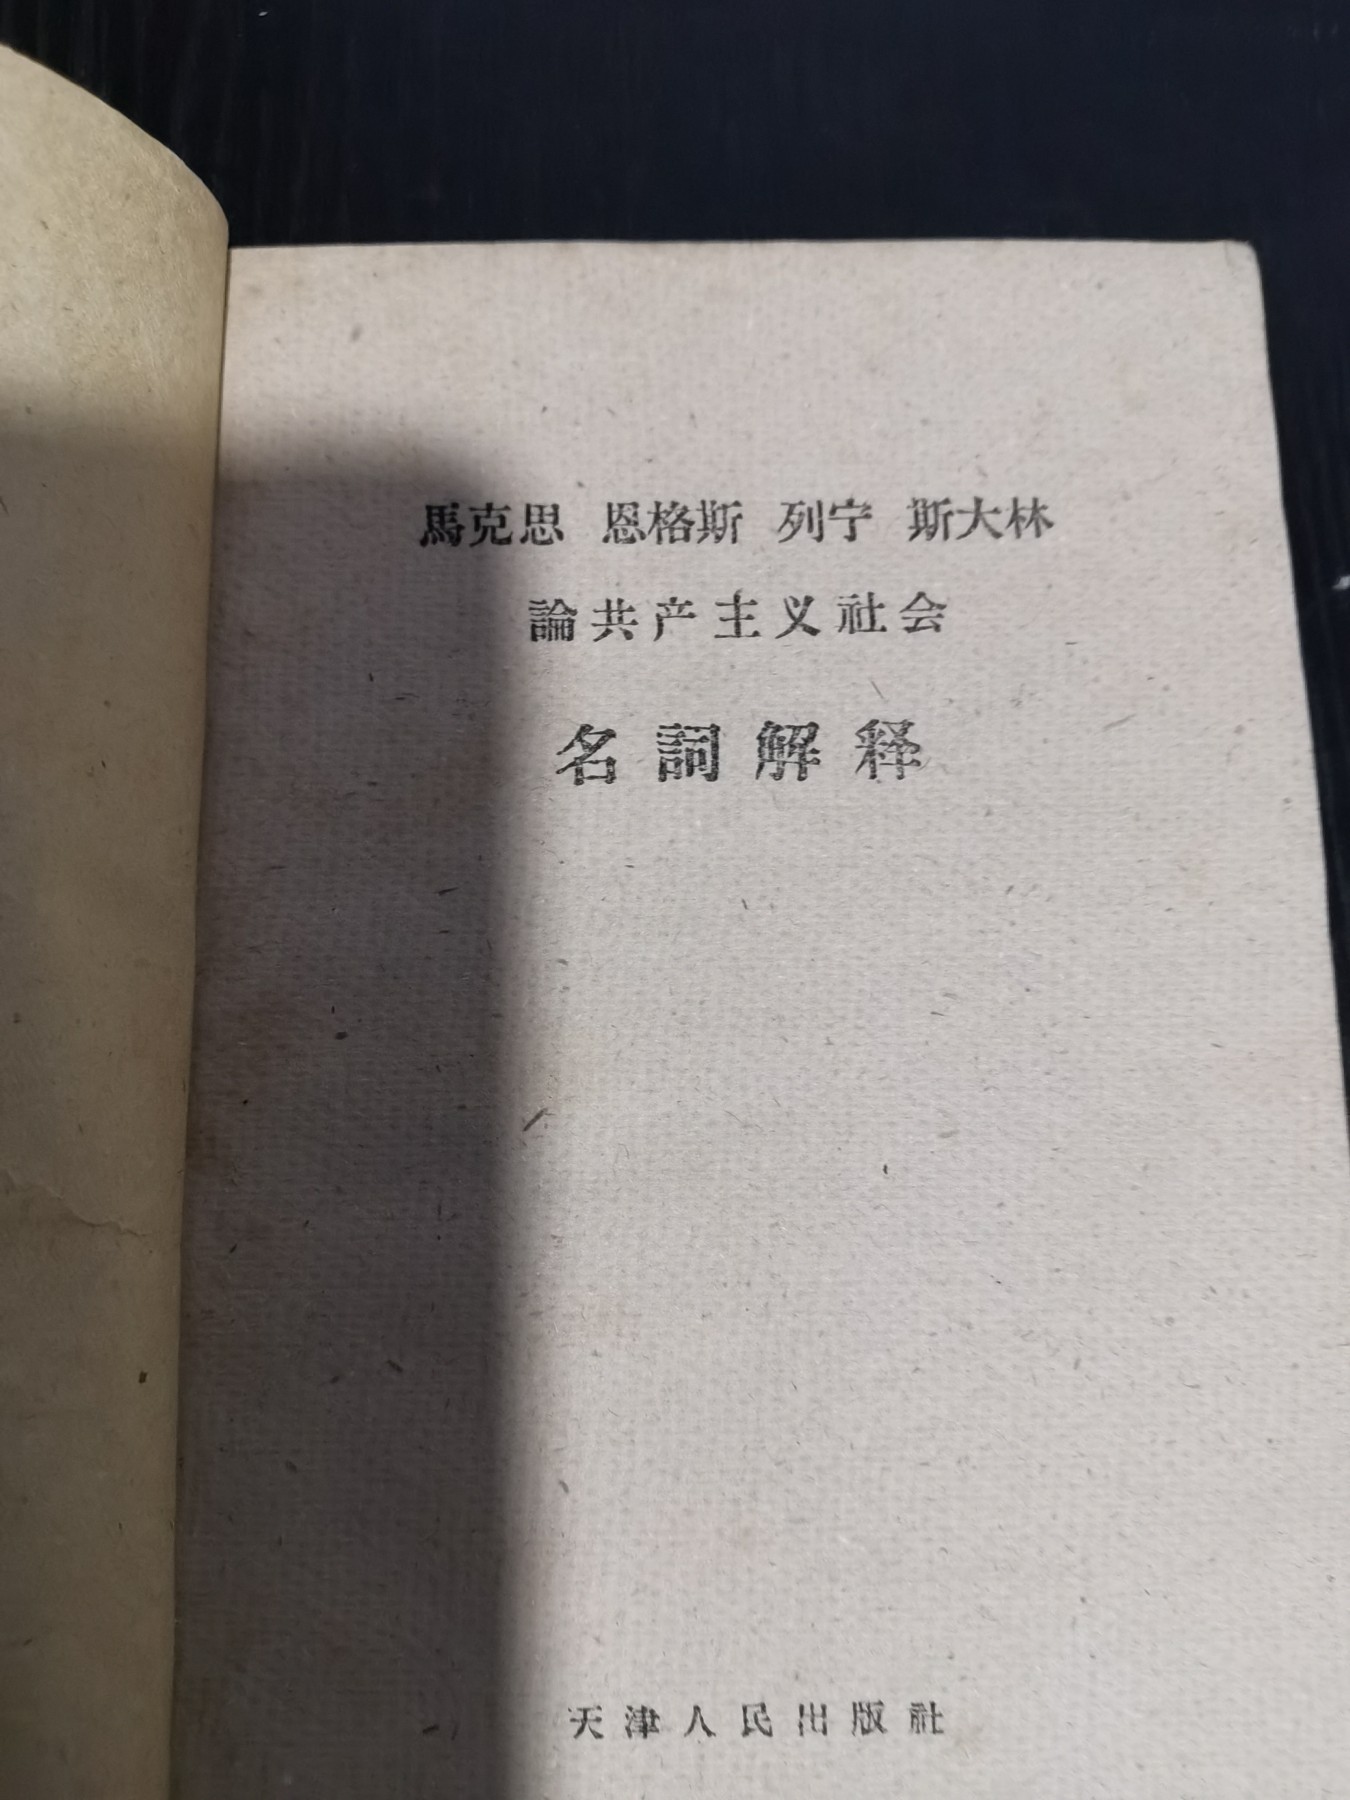 馬克思 恩格斯 列宁 斯大林
論共产主义社会
名詞解释
天津人民出版社